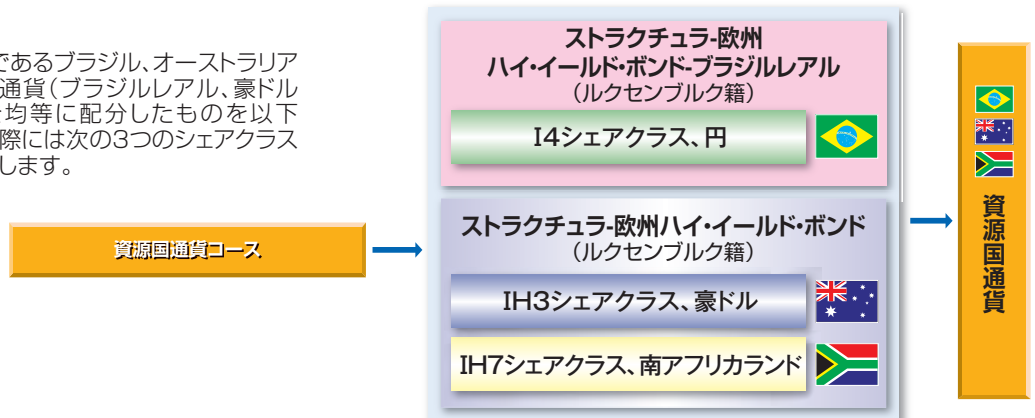 であるブラジル、オーストラリア
通貨(ブラジルレアル、豪ドル
均等に配分したものを以下
際には次の3つのシェアクラス
します。
資源国通貨コース
ストラクチュラ-欧州
ハイ・イールド・ボンド-ブラジルレアル
(ルクセンブルク籍)
I4シェアクラス、円
ストラクチュラ-欧州ハイ・イールド・ボンド
(ルクセンブルク籍)
IH3シェアクラス、豪ドル
IH7シェアクラス、南アフリカランド
資源国通貨